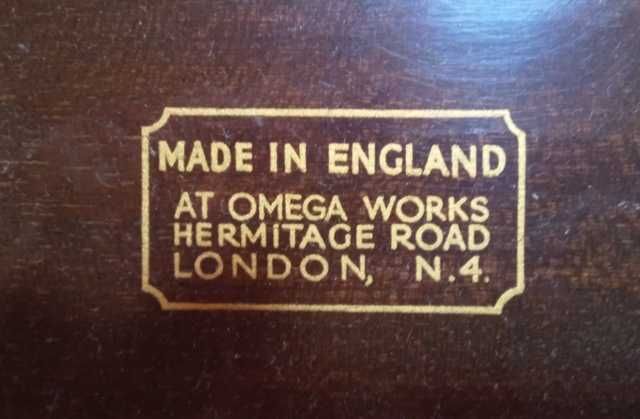 MADE IN ENGLAND
AT OMEGA WORKS
HERMITAGE ROAD
LONDON, N.4.